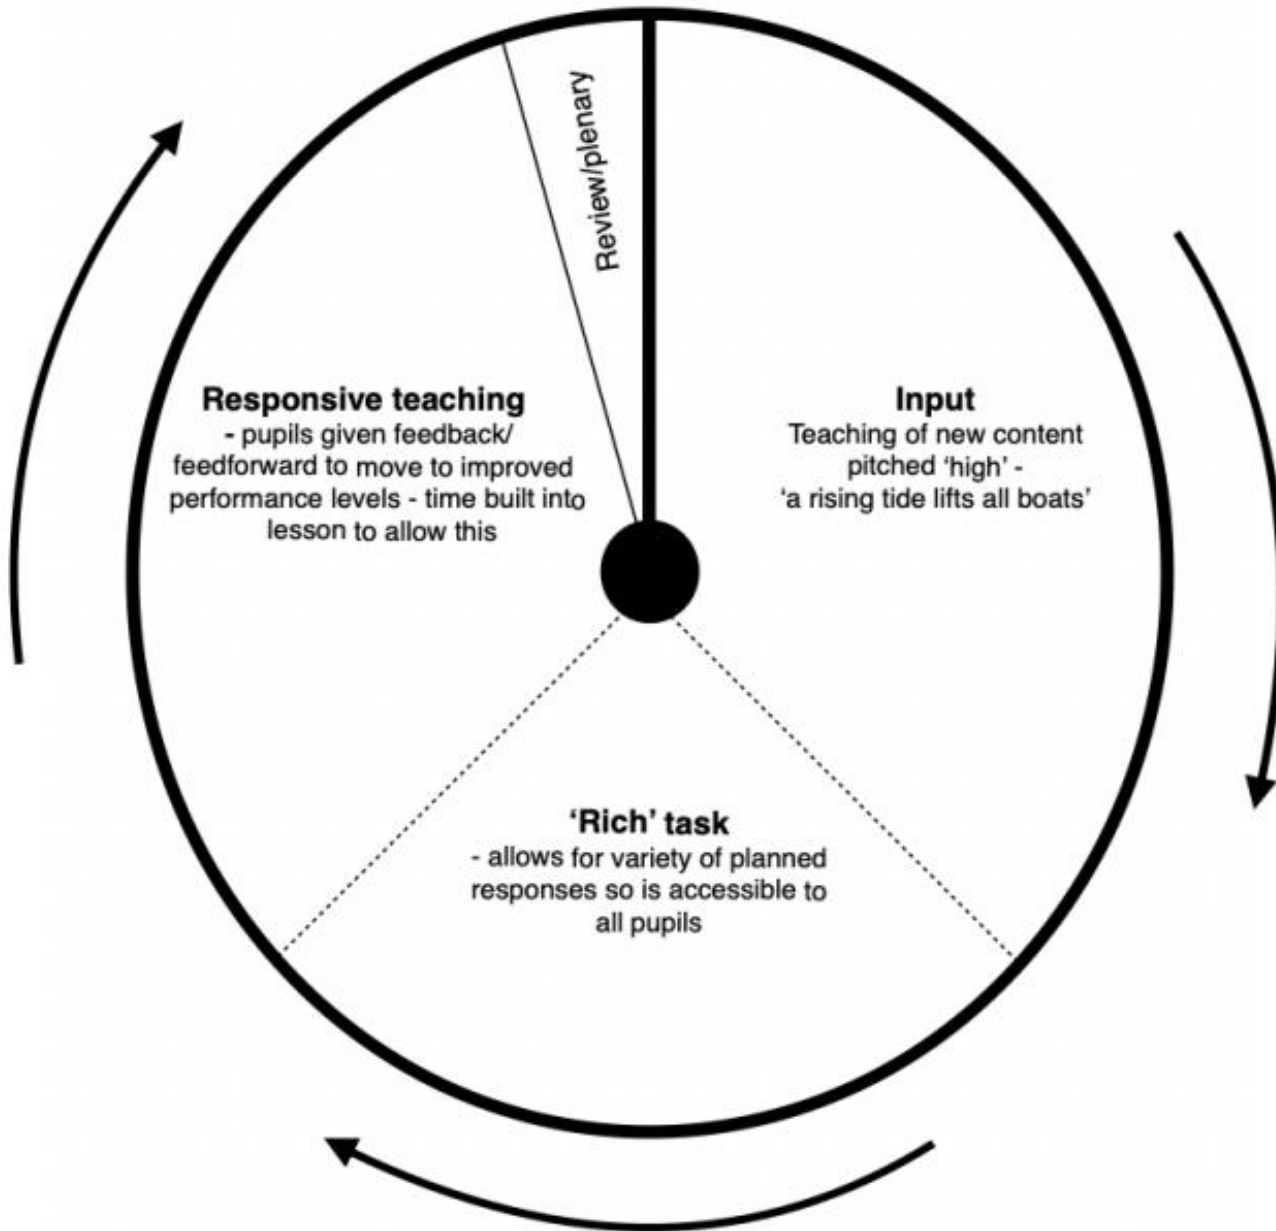 Review/plenary
Responsive teaching
- pupils given feedback/
feedforward to move to improved
performance levels - time built into
lesson to allow this
Input
Teaching of new content
pitched ‘high’ -
‘a rising tide lifts all boats’
‘Rich’ task
- allows for variety of planned
responses so is accessible to
all pupils